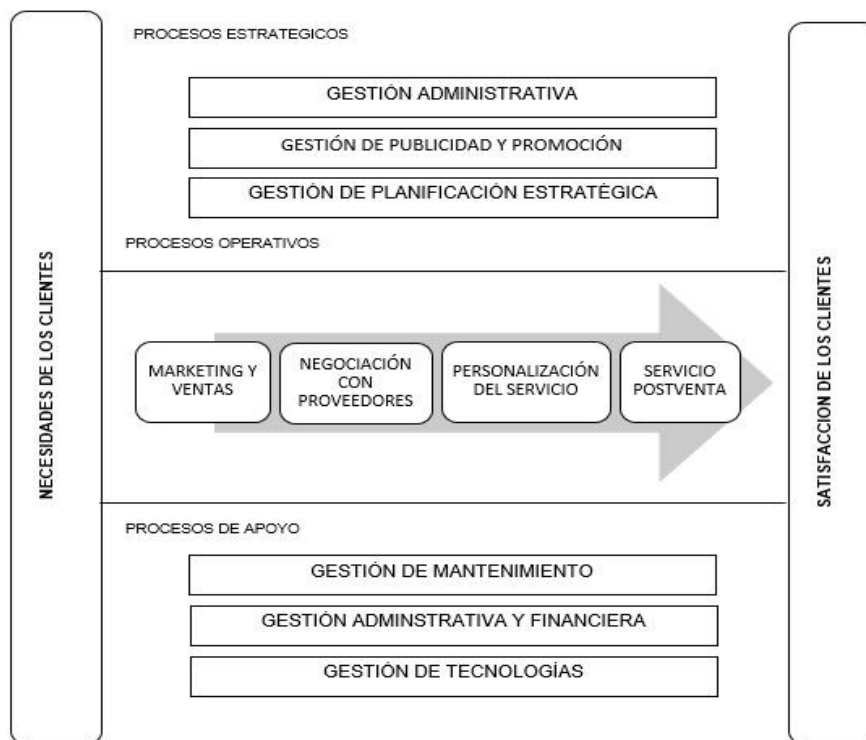 NECESIDADES DE LOS CLIENTES
PROCESOS ESTRATEGICOS
GESTIÓN ADMINISTRATIVA
GESTIÓN DE PUBLICIDAD Y PROMOCIÓN
GESTIÓN DE PLANIFICACIÓN ESTRATÉGICA
PROCESOS OPERATIVOS
MARKETING Y
VENTAS
NEGOCIACIÓN
CON
PROVEEDORES
PERSONALIZACIÓN
DEL SERVICIO
SERVICIO
POSTVENTA
PROCESOS DE APOYO
GESTIÓN DE MANTENIMIENTO
GESTIÓN ADMINSTRATIVA Y FINANCIERA
GESTIÓN DE TECNOLOGÍAS
SATISFACCION DE LOS CLIENTES